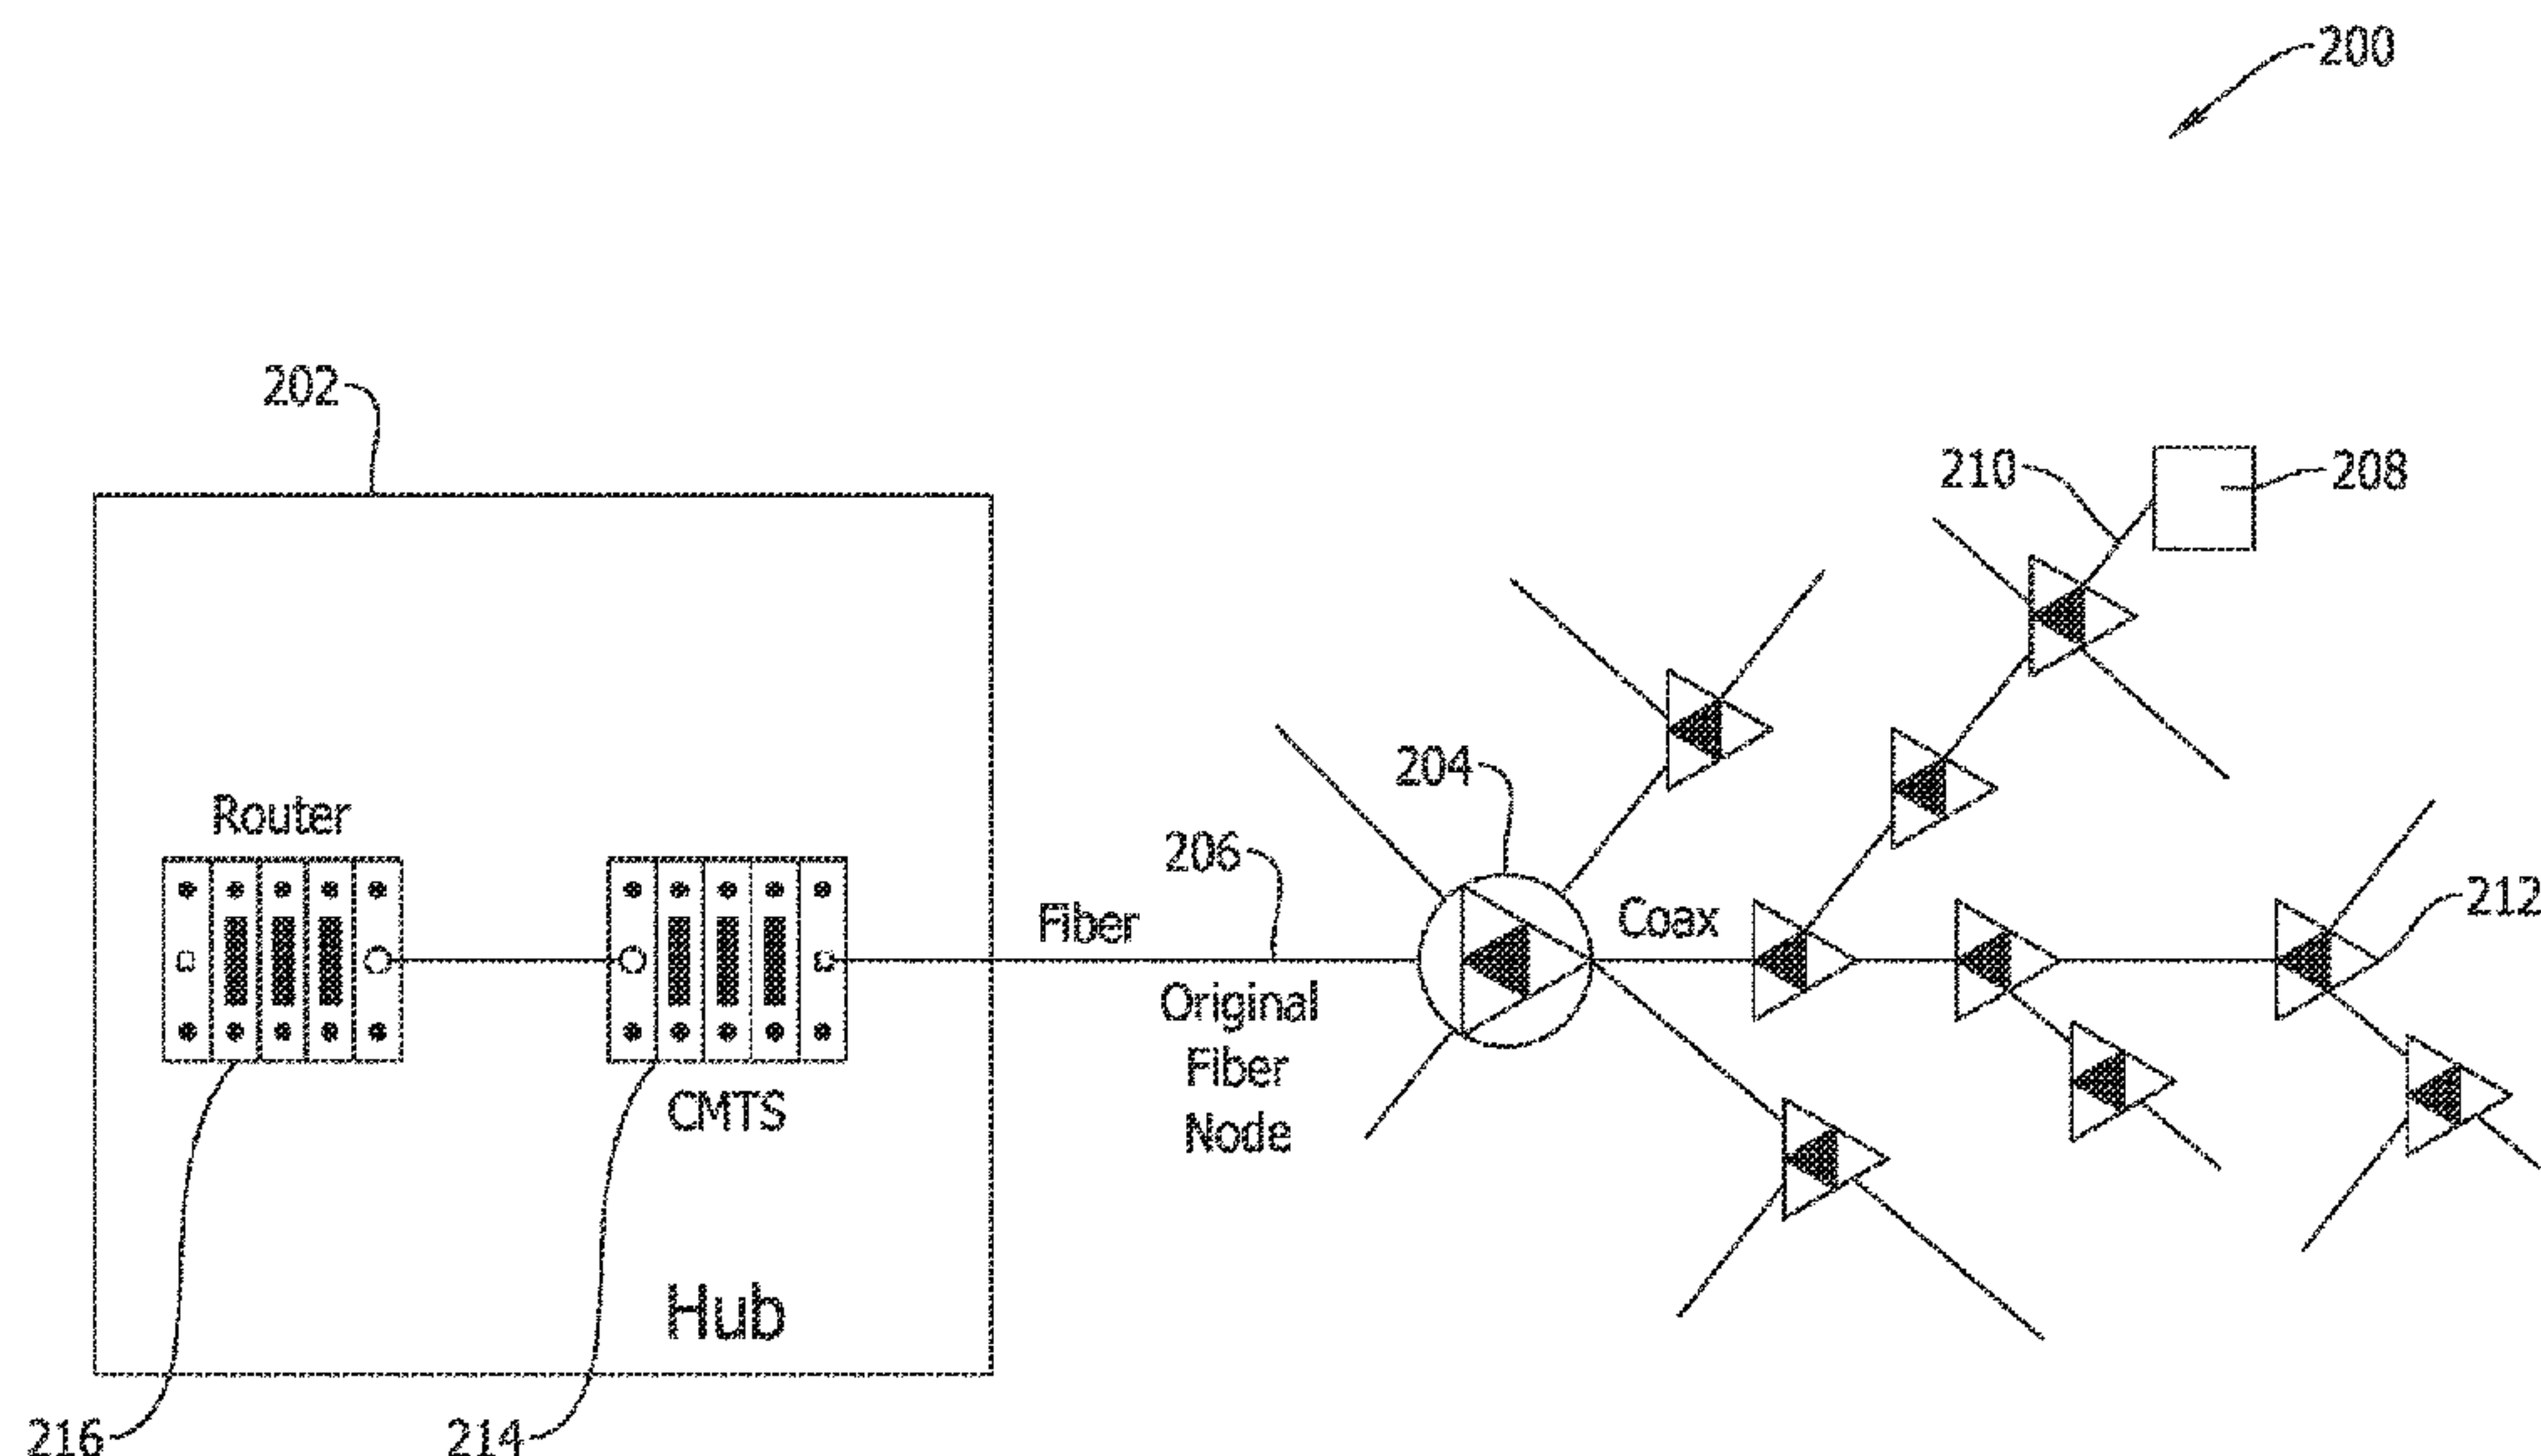 200
202
210
208
204
Router
206
212
Fiber
Coax
Original
Fiber
Node
CMTS
Hub
216
214